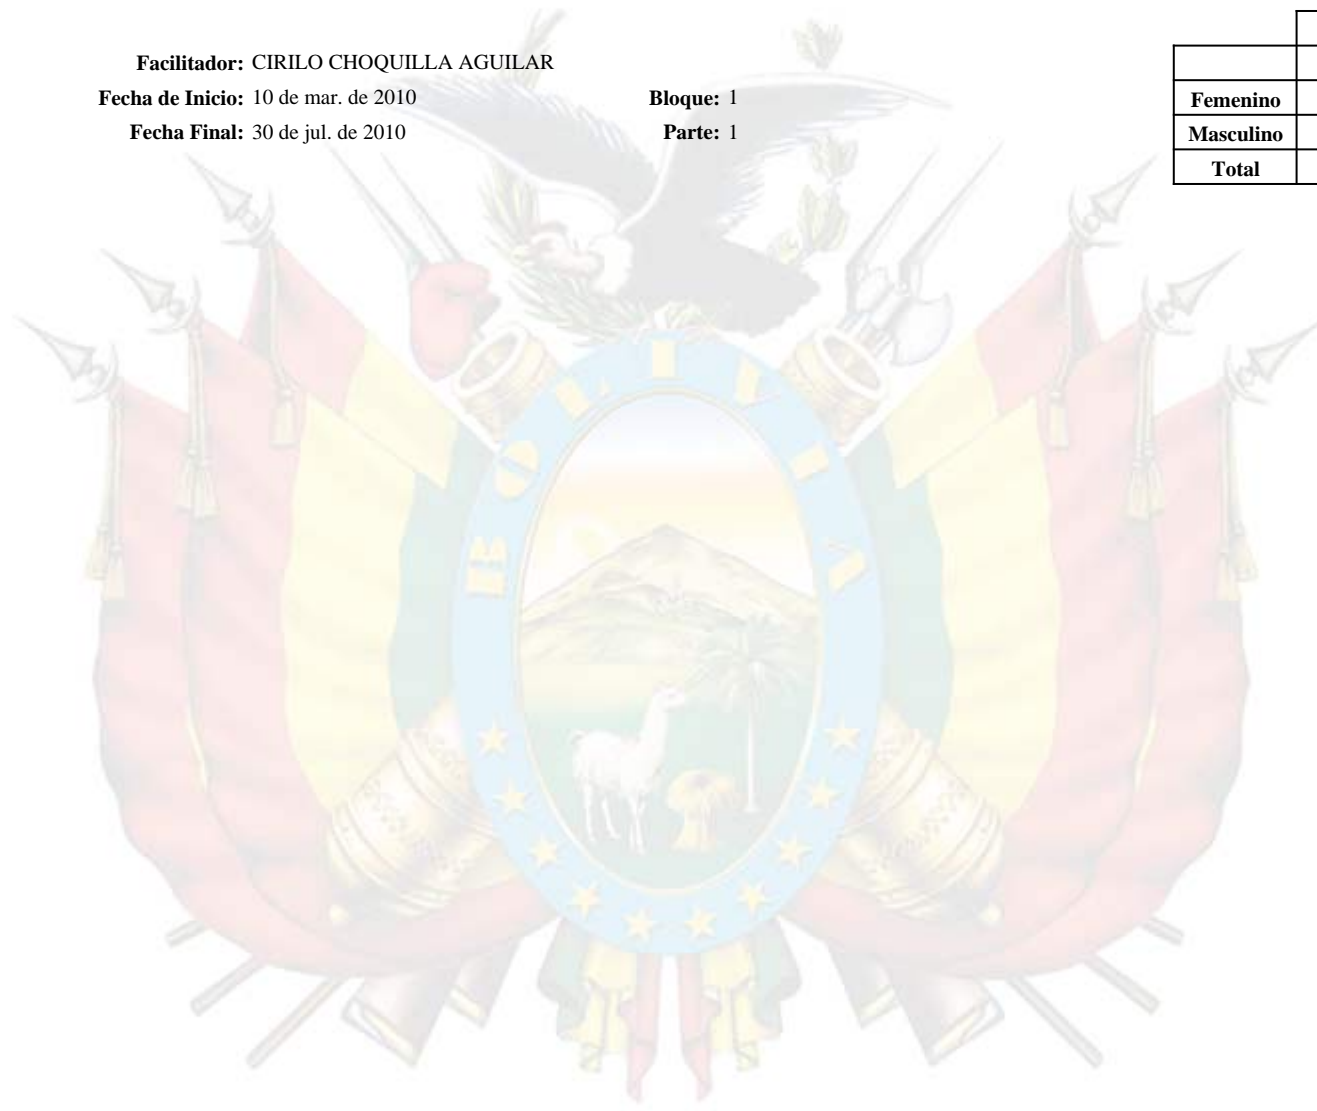 Facilitador: CIRILO CHOQUILLA AGUILAR
Fecha de Inicio: 10 de mar. de 2010 Bloque: 1
Fecha Final: 30 de jul. de 2010 Parte: 1
Femenino
Masculino
Total
BOLIVIA